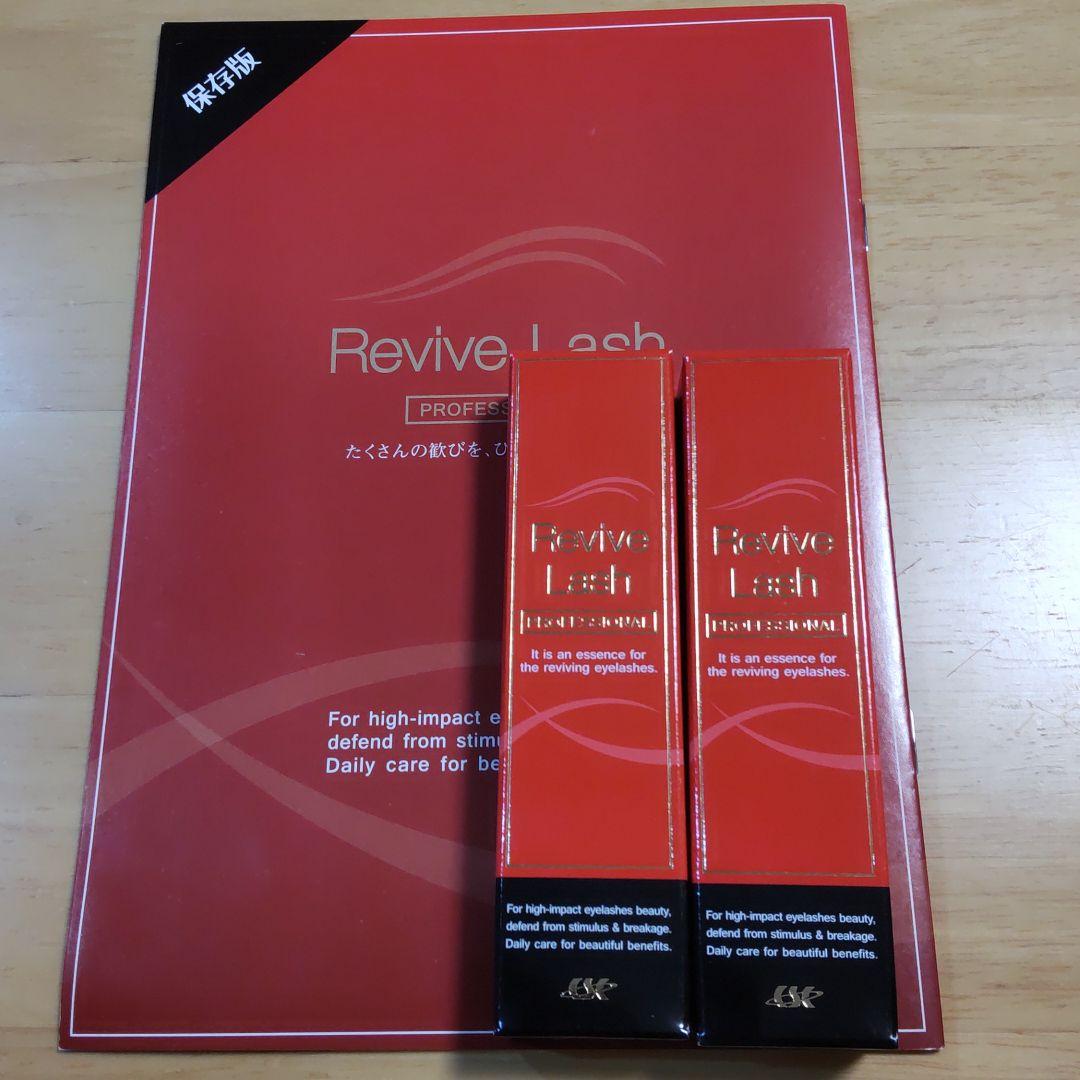 保存版
Revive Lash
PROFESS
たくさんの歓びを、ひ
For high-impact e
defend from stimu
Daily care for be
Revive
Lash
PROFESSIONAL
It is an essence for
the reviving eyelashes.
For high-impact eyelashes beauty,
defend from stimulus & breakage.
Daily care for beautiful benefits.
Revive
Lash
PROFESSIONAL
It is an essence for
the reviving eyelashes.
For high-impact eyelashes beauty,
defend from stimulus & breakage.
Daily care for beautiful benefits.